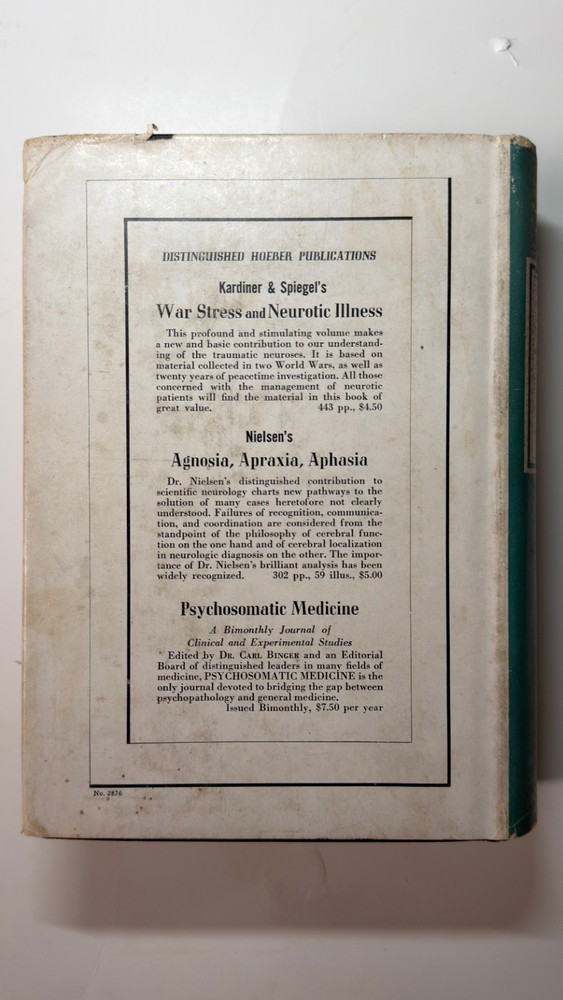 DISTINGUISHED HOEBER PUBLICATIONS
Kardiner & Spiegel's
War Stress and Neurotic Illness
This profound and stimulating volume makes
a new and basic contribution to our understand-
ing of the traumatic neuroses. It is based on
material collected in two World Wars, as well as
twenty years of peacetime investigation. All those
concerned with the management of neurotic
patients will find the material in this book of
great value. 443 pp., $4.50
Nielsen's
Agnosia, Apraxia, Aphasia
Dr. Nielsen's distinguished contribution to
scientific neurology charts new pathways to the
solution of many cases heretofore not clearly
understood. Failures of recognition, communica-
tion, and coordination are considered from the
standpoint of the philosophy of cerebral func-
tion on the one hand and of cerebral localization
in neurologic diagnosis on the other. The impor-
tance of Dr. Nielsen's brilliant analysis has been
widely recognized. 302 pp., 59 illus., $5.00
Psychosomatic Medicine
A Bimonthly Journal of
Clinical and Experimental Studies
Edited by DR. CARL BINGER and an Editorial
Board of distinguished leaders in many fields of
medicine, PSYCHOSOMATIC MEDICINE is the
only journal devoted to bridging the gap between
psychopathology and general medicine.
Issued Bimonthly, $7.50 per year
No. 2876